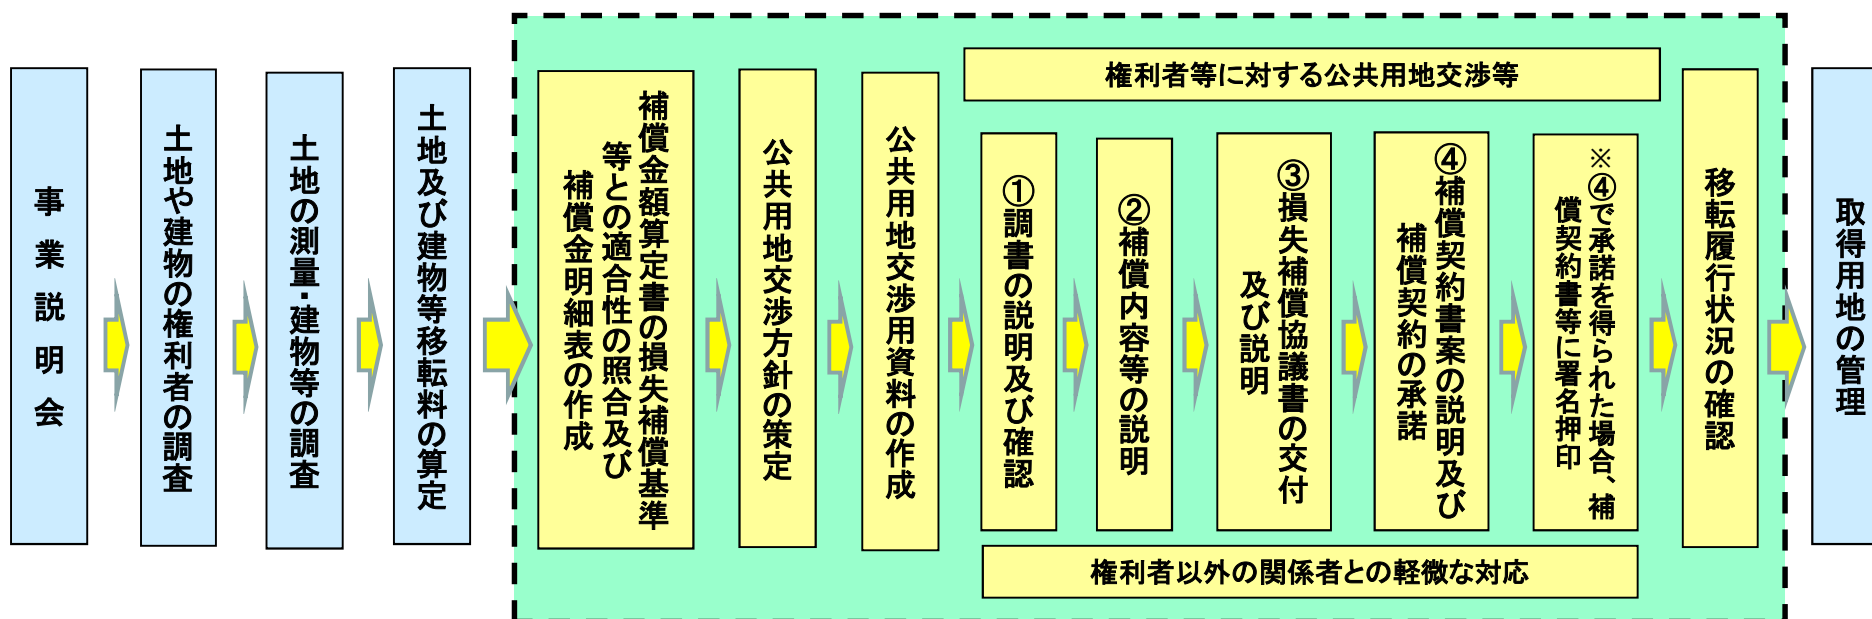 事業説明会
土地や建物の権利者の調査
土地の測量・建物等の調査
土地及び建物等移転料の算定
補償金額算定書の損失補償基準
等との適合性の照合及び
補償金明細表の作成
公共用地交渉方針の策定
公共用地交渉用資料の作成
権利者等に対する公共用地交渉等
①調書の説明及び確認
②補償内容等の説明
③損失補償協議書の交付
及び説明
④補償契約書案の説明及び
補償契約の承諾
※④で承諾を得られた場合、補
償契約書等に署名押印
権利者以外の関係者との軽微な対応
移転履行状況の確認
取得用地の管理